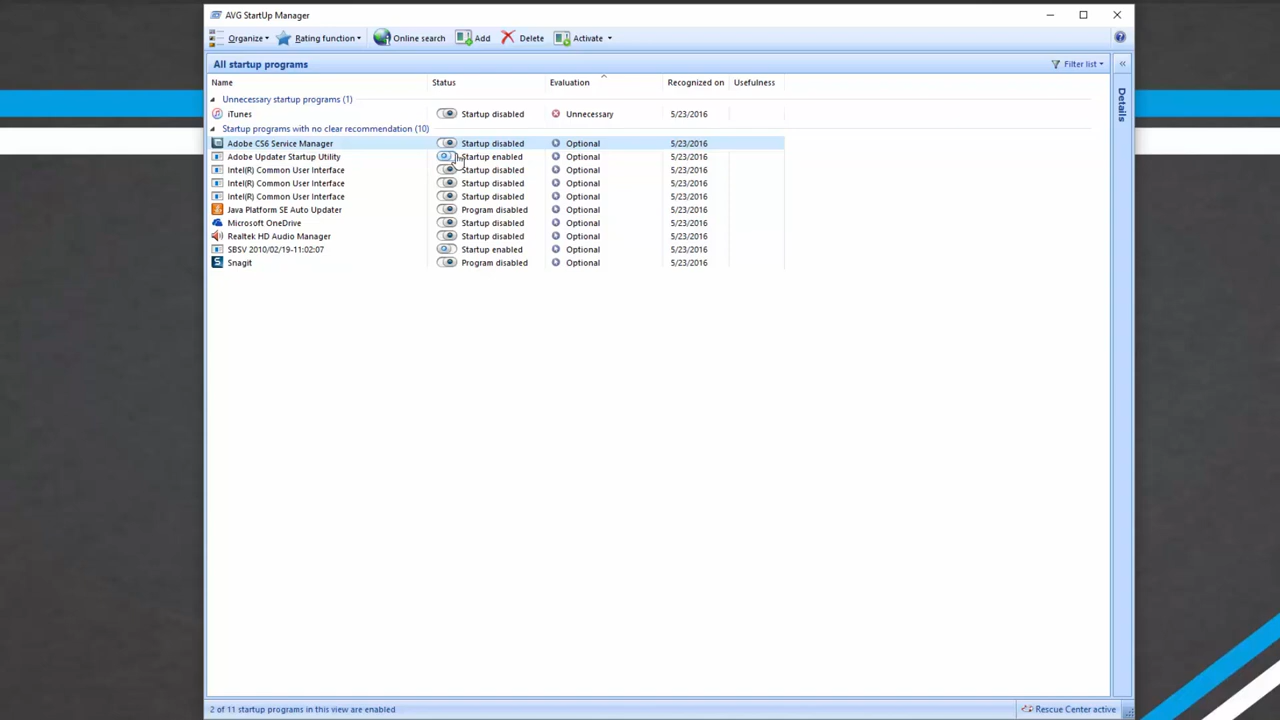 AVG StartUp Manager
Organize Rating function Online search Add Delete Activate
All startup programs Filter list
Name Status Evaluation Recognized on Usefulness
Details
Unnecessary startup programs (1)
iTunes Startup disabled Unnecessary 5/23/2016
Startup programs with no clear recommendation (10)
Adobe CS6 Service Manager Startup disabled Optional 5/23/2016
Adobe Updater Startup Utility Startup enabled Optional 5/23/2016
Intel(R) Common User Interface Startup disabled Optional 5/23/2016
Intel(R) Common User Interface Startup disabled Optional 5/23/2016
Intel(R) Common User Interface Startup disabled Optional 5/23/2016
Java Platform SE Auto Updater Program disabled Optional 5/23/2016
Microsoft OneDrive Startup disabled Optional 5/23/2016
Realtek HD Audio Manager Startup disabled Optional 5/23/2016
SBSV 2010/02/19-11:02:07 Startup enabled Optional 5/23/2016
Snagit Program disabled Optional 5/23/2016
2 of 11 startup programs in this view are enabled Rescue Center active